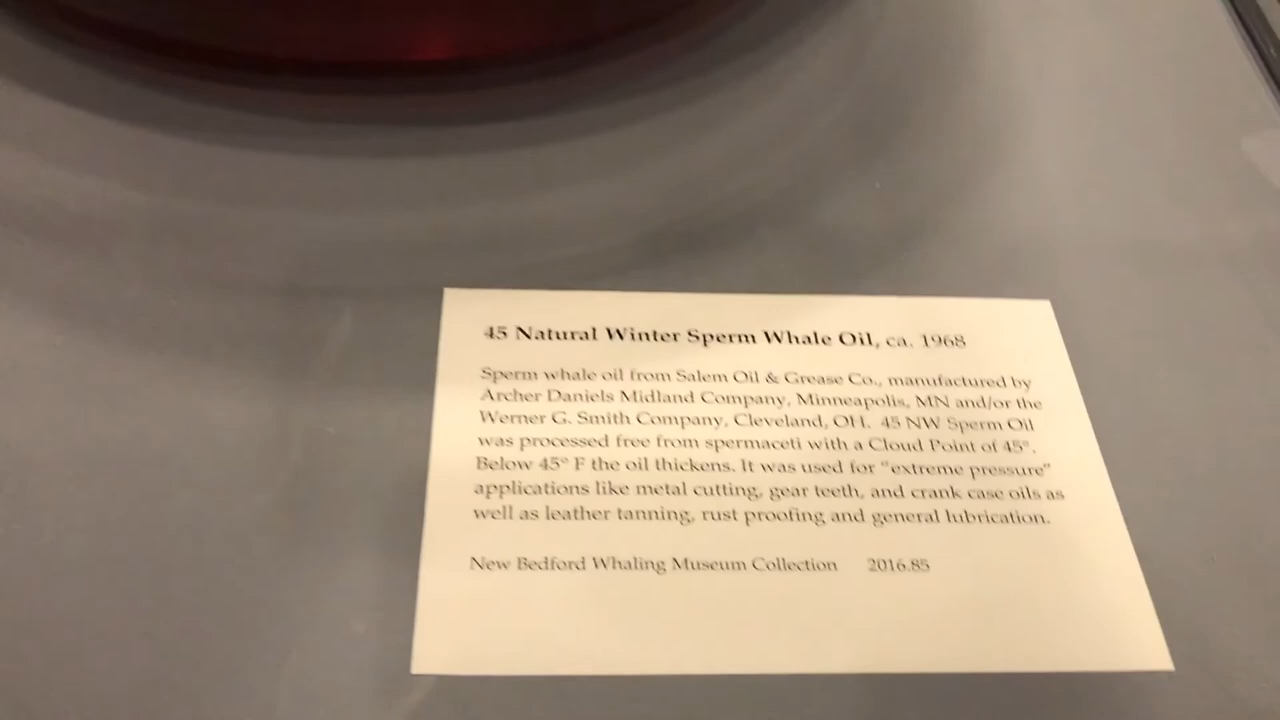 45 Natural Winter Sperm Whale Oil, ca. 1968
Sperm whale oil from Salem Oil & Grease Co., manufactured by
Archer Daniels Midland Company, Minneapolis, MN and/or the
Werner G. Smith Company, Cleveland, OH. 45 NW Sperm Oil
was processed free from spermaceti with a Cloud Point of 45°.
Below 45° F the oil thickens. It was used for "extreme pressure"
applications like metal cutting, gear teeth, and crank case oils as
well as leather tanning, rust proofing and general lubrication.
New Bedford Whaling Museum Collection 2016.85